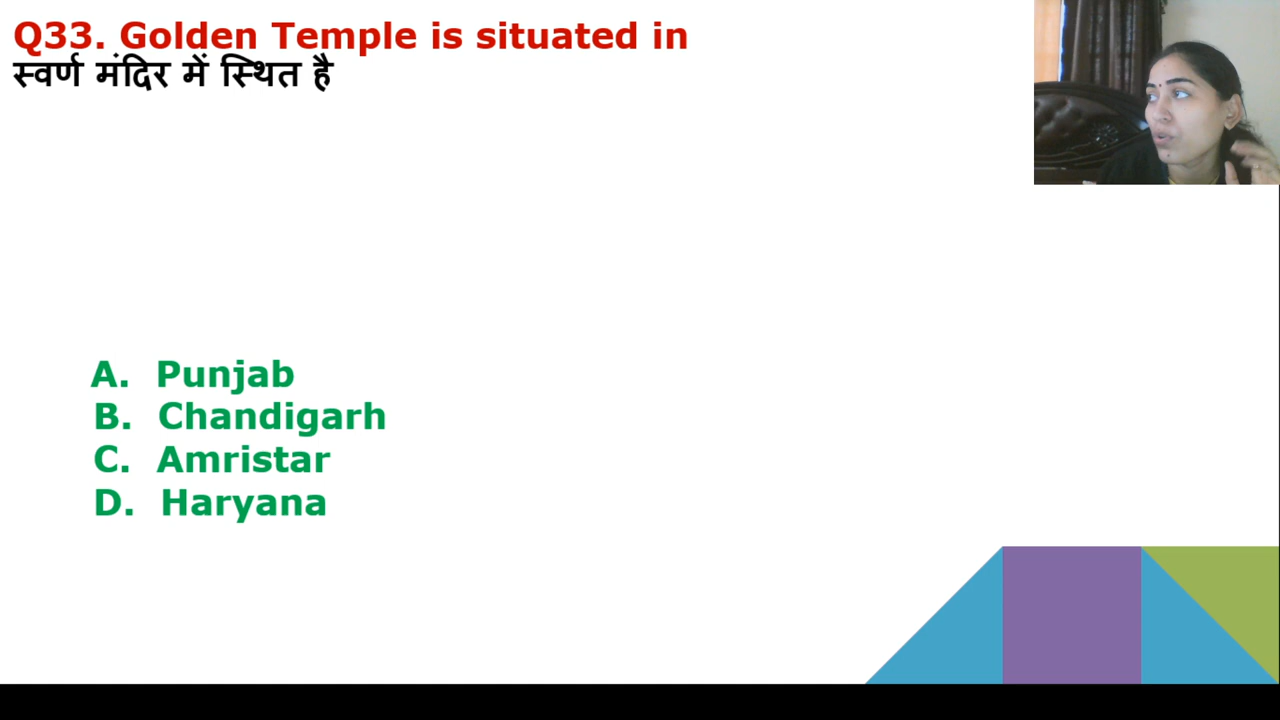 Q33. Golden Temple is situated in
स्वर्ण मंदिर में स्थित है
A. Punjab
B. Chandigarh
C. Amristar
D. Haryana